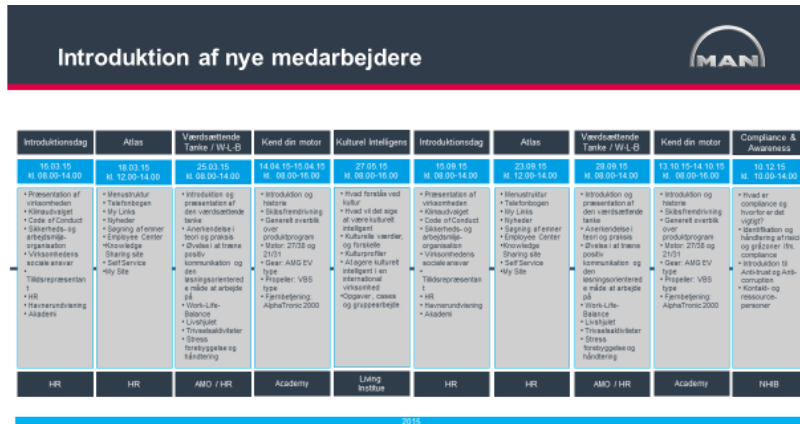 Introduktion af nye medarbejdere
MAN
Introduktionsdag
16.03.15
kl. 08.00-14.00
• Præsentation af
virksomheden
• Klimaudvalget
• Code of Conduct
• Sikkerheds- og
arbejdsmiljø-
organisation
• Virksomhedens
sociale ansvar
•
Tillidsrepræsentan
t
• HR
• Havnerundvisning
• Akademi
HR
Atlas
18.03.15
kl. 12.00-14.00
• Menustruktur
• Telefonbogen
• My Links
• Nyheder
• Søgning af emner
• Employee Center
•Knowledge
Sharing site
• Self Service
•My Site
HR
Værdsættende
Tanke / W-L-B
25.03.15
kl. 08.00-14.00
• Introduktion og
præsentation af
den værdsættende
tanke
• Anerkendelse i
teori og praksis
• Øvelse i at træne
positiv
kommunikation og
den
løsningsorientered
e måde at arbejde
på
• Work-Life-
Balance
• Livshjulet
• Trivselsaktiviteter
• Stress
forebyggelse og
håndtering
AMO / HR
Kend din motor
14.04.15-15.04.15
kl. 08.00-16.00
• Introduktion og
historie
• Skibsfremdrivning
• Generelt overblik
over
produktprogram
• Motor: 27/38 og
21/31
• Gear: AMG EV
type
• Propeller: VBS
type
• Fjernbetjening:
AlphaTronic 2000
Academy
Kulturel Intelligens
27.05.15
kl. 08.00-16.00
• Hvad forstås ved
kultur
• Hvad vil det sige
at være kulturelt
intelligent
• Kulturelle værdier,
og forskelle
• Kulturprofiler
• At agere kulturelt
intelligent i en
international
virksomhed
•Opgaver, cases
og gruppearbejde
Living
Institue
Introduktionsdag
15.09.15
kl. 08.00-14.00
• Præsentation af
virksomheden
• Klimaudvalget
• Code of Conduct
• Sikkerheds- og
arbejdsmiljø-
organisation
• Virksomhedens
sociale ansvar
•
Tillidsrepræsentan
t
• HR
• Havnerundvisning
• Akademi
HR
Atlas
23.09.15
kl. 12.00-14.00
• Menustruktur
• Telefonbogen
• My Links
• Nyheder
• Søgning af emner
• Employee Center
•Knowledge
Sharing site
• Self Service
•My Site
HR
Værdsættende
Tanke / W-L-B
28.09.15
kl. 08.00-14.00
• Introduktion og
præsentation af
den værdsættende
tanke
• Anerkendelse i
teori og praksis
• Øvelse i at træne
positiv
kommunikation og
den
løsningsorientered
e måde at arbejde
på
• Work-Life-
Balance
• Livshjulet
• Trivselsaktiviteter
• Stress
forebyggelse og
håndtering
AMO / HR
Kend din motor
13.10.15-14.10.15
kl. 08.00-16.00
• Introduktion og
historie
• Skibsfremdrivning
• Generelt overblik
over
produktprogram
• Motor: 27/38 og
21/31
• Gear: AMG EV
type
• Propeller: VBS
type
• Fjernbetjening:
AlphaTronic 2000
Academy
Compliance &
Awareness
10.12.15
kl. 10.00-14.00
• Hvad er
compliance og
hvorfor er det
vigtigt?
• Identifikation og
håndtering af risici
og gråzoner ifm.
compliance
• Introduktion til
Anti-trust og Anti-
corruption
• Kontakt- og
ressource-
personer
NHIB
2015